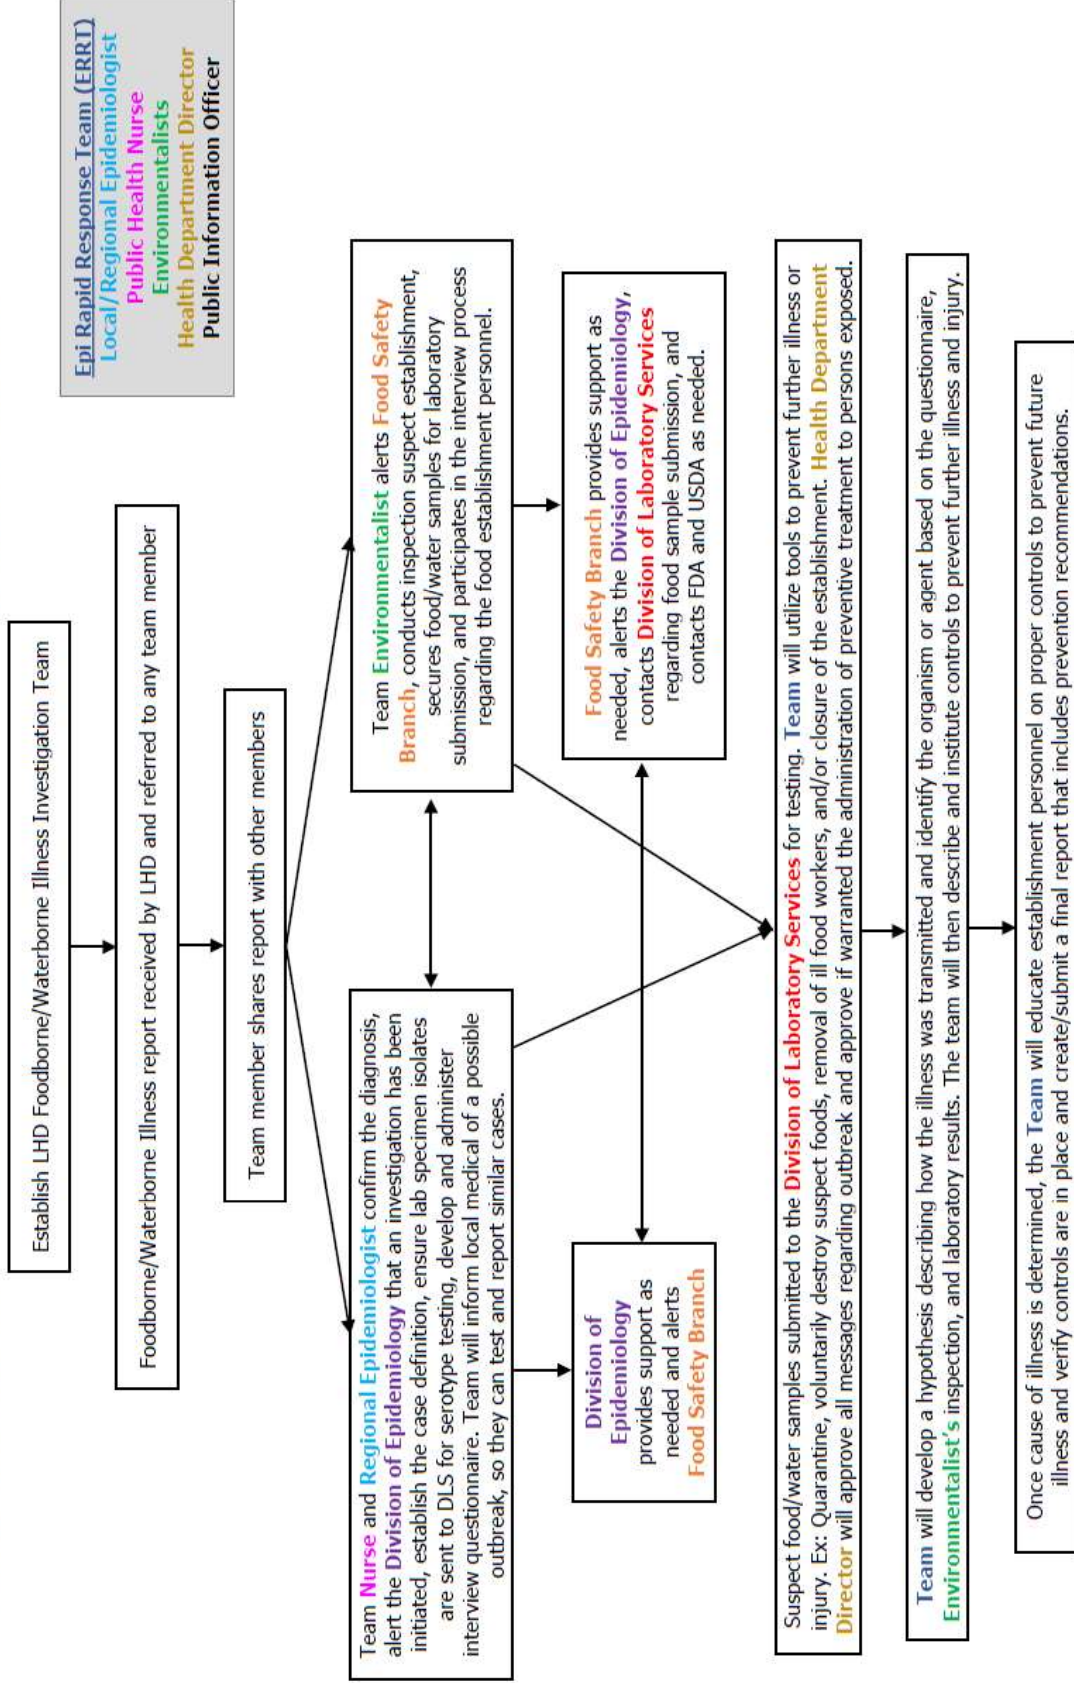 Epi Rapid Response Team (ERRT)
Local/Regional Epidemiologist
Public Health Nurse
Environmentalists
Health Department Director
Public Information Officer
Establish LHD Foodborne/Waterborne Illness Investigation Team
Foodborne/Waterborne Illness report received by LHD and referred to any team member
Team member shares report with other members
Team Nurse and Regional Epidemiologist confirm the diagnosis,
alert the Division of Epidemiology that an investigation has been
initiated, establish the case definition, ensure lab specimen isolates
are sent to DLS for serotype testing, develop and administer
interview questionnaire. Team will inform local medical of a possible
outbreak, so they can test and report similar cases.
Team Environmentalist alerts Food Safety
Branch, conducts inspection suspect establishment,
secures food/water samples for laboratory
submission, and participates in the interview process
regarding the food establishment personnel.
Division of
Epidemiology
provides support as
needed and alerts
Food Safety Branch
Food Safety Branch provides support as
needed, alerts the Division of Epidemiology,
contacts Division of Laboratory Services
regarding food sample submission, and
contacts FDA and USDA as needed.
Suspect food/water samples submitted to the Division of Laboratory Services for testing. Team will utilize tools to prevent further illness or
injury. Ex: Quarantine, voluntarily destroy suspect foods, removal of ill food workers, and/or closure of the establishment. Health Department
Director will approve all messages regarding outbreak and approve if warranted the administration of preventive treatment to persons exposed.
Team will develop a hypothesis describing how the illness was transmitted and identify the organism or agent based on the questionnaire,
Environmentalist's inspection, and laboratory results. The team will then describe and institute controls to prevent further illness and injury.
Once cause of illness is determined, the Team will educate establishment personnel on proper controls to prevent future
illness and verify controls are in place and create/submit a final report that includes prevention recommendations.